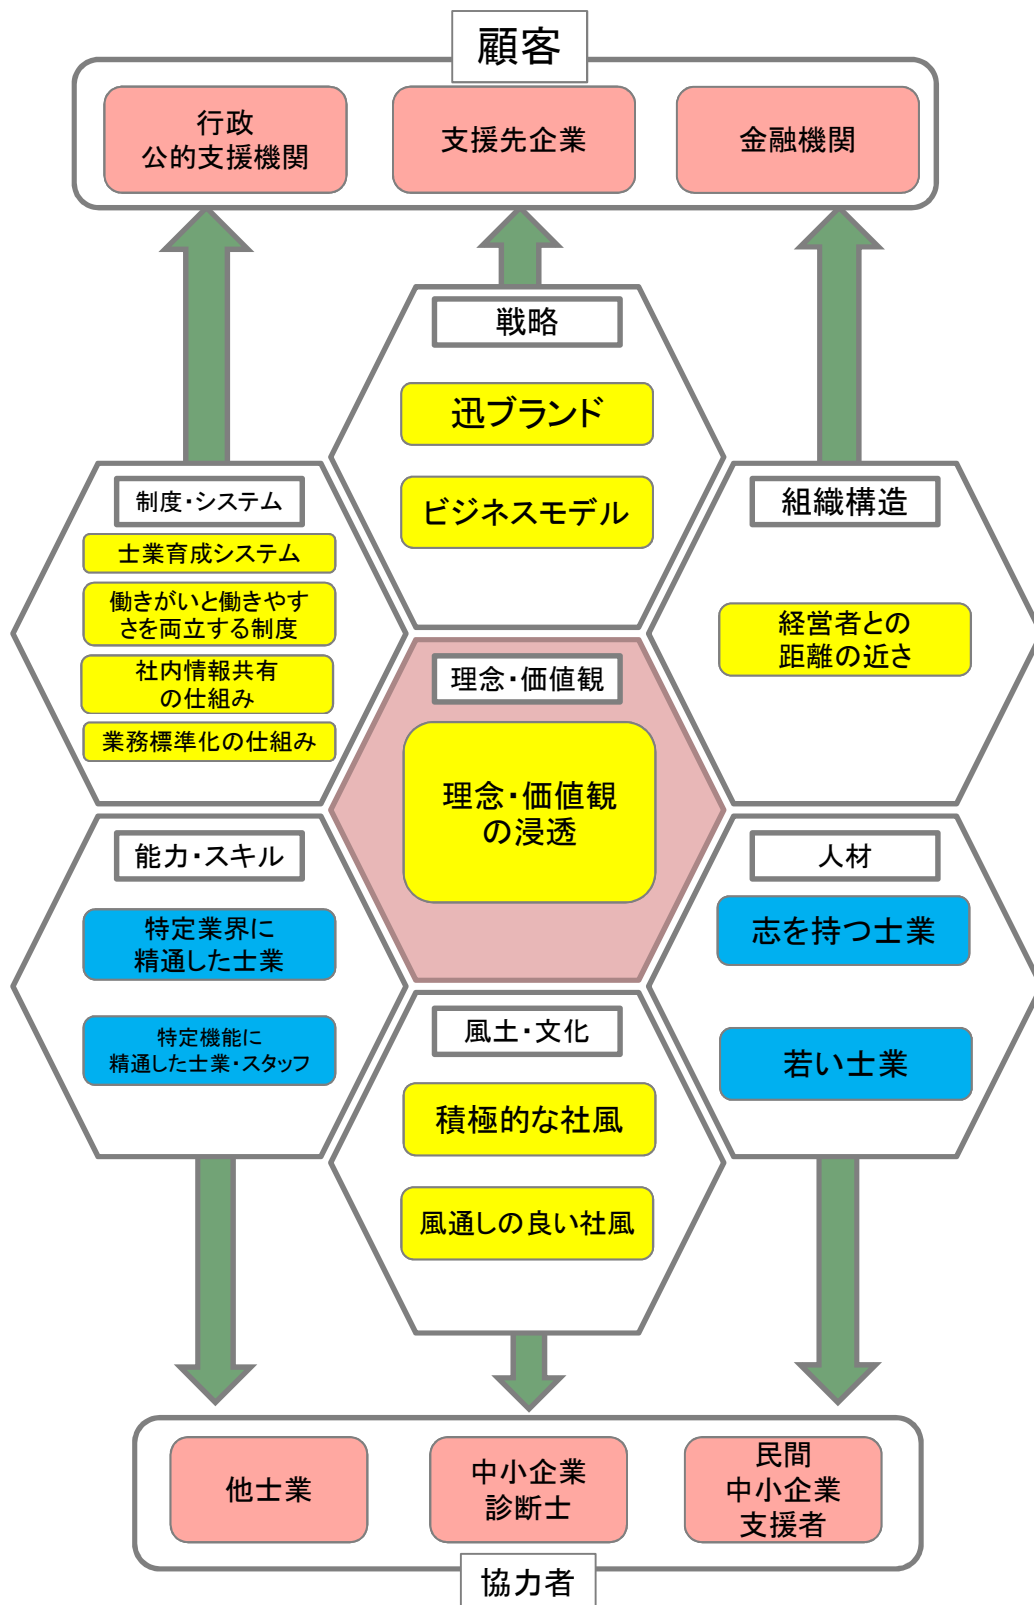 顧客
行政
公的支援機関
支援先企業
金融機関
戦略
迅ブランド
ビジネスモデル
制度・システム
士業育成システム
働きがいと働きやす
さを両立する制度
社内情報共有
の仕組み
業務標準化の仕組み
組織構造
経営者との
距離の近さ
理念・価値観
理念・価値観
の浸透
能力・スキル
特定業界に
精通した士業
特定機能に
精通した士業・スタッフ
人材
志を持つ士業
若い士業
風土・文化
積極的な社風
風通しの良い社風
他士業
中小企業
診断士
民間
中小企業
支援者
協力者